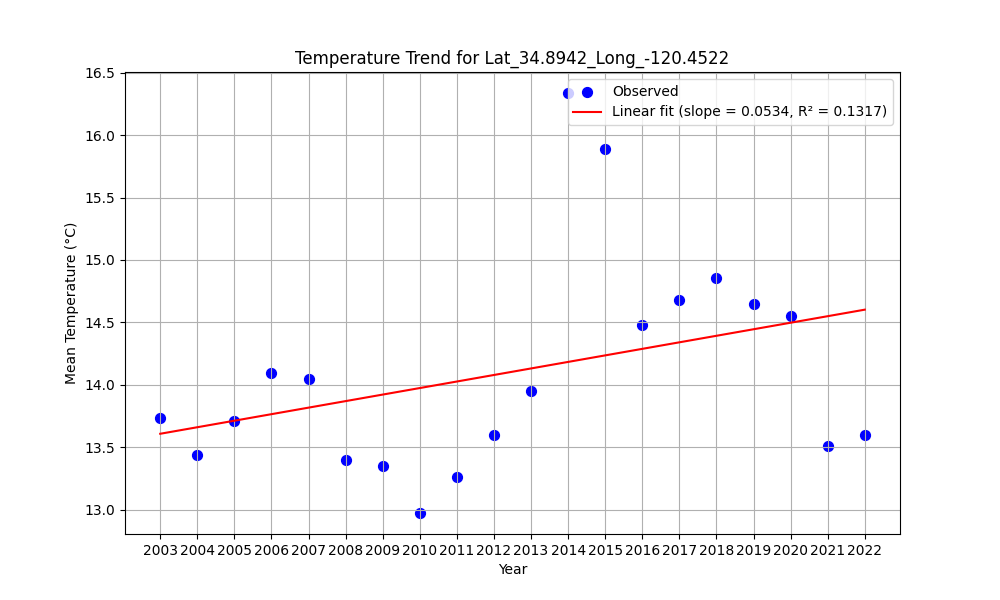 Temperature Trend for Lat_34.8942_Long_-120.4522
Observed
Linear fit (slope = 0.0534, R² = 0.1317)
Mean Temperature (°C)
16.5
16.0
15.5
15.0
14.5
14.0
13.5
13.0
2003 2004 2005 2006 2007 2008 2009 2010 2011 2012 2013 2014 2015 2016 2017 2018 2019 2020 2021 2022
Year